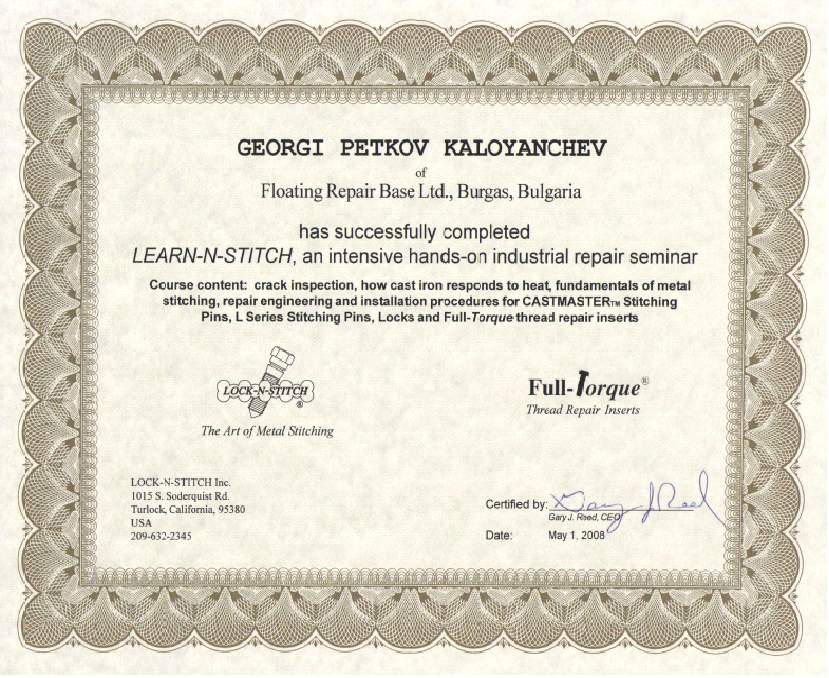 GEORGI PETKOV KALOYANCHEV
of
Floating Repair Base Ltd., Burgas, Bulgaria
has successfully completed
LEARN-N-STITCH, an intensive hands-on industrial repair seminar
Course content: crack inspection, how cast iron responds to heat, fundamentals of metal
stitching, repair engineering and installation procedures for CASTMASTER™ Stitching
Pins, L Series Stitching Pins, Locks and Full-Torque thread repair inserts
LOCK-N-STITCH®
The Art of Metal Stitching
Full-Torque®
Thread Repair Inserts
LOCK-N-STITCH Inc.
1015 S. Soderquist Rd.
Turlock, California, 95380
USA
209-632-2345
Certified by: Gary J Reed
Gary J. Reed, CEO
Date: May 1, 2008